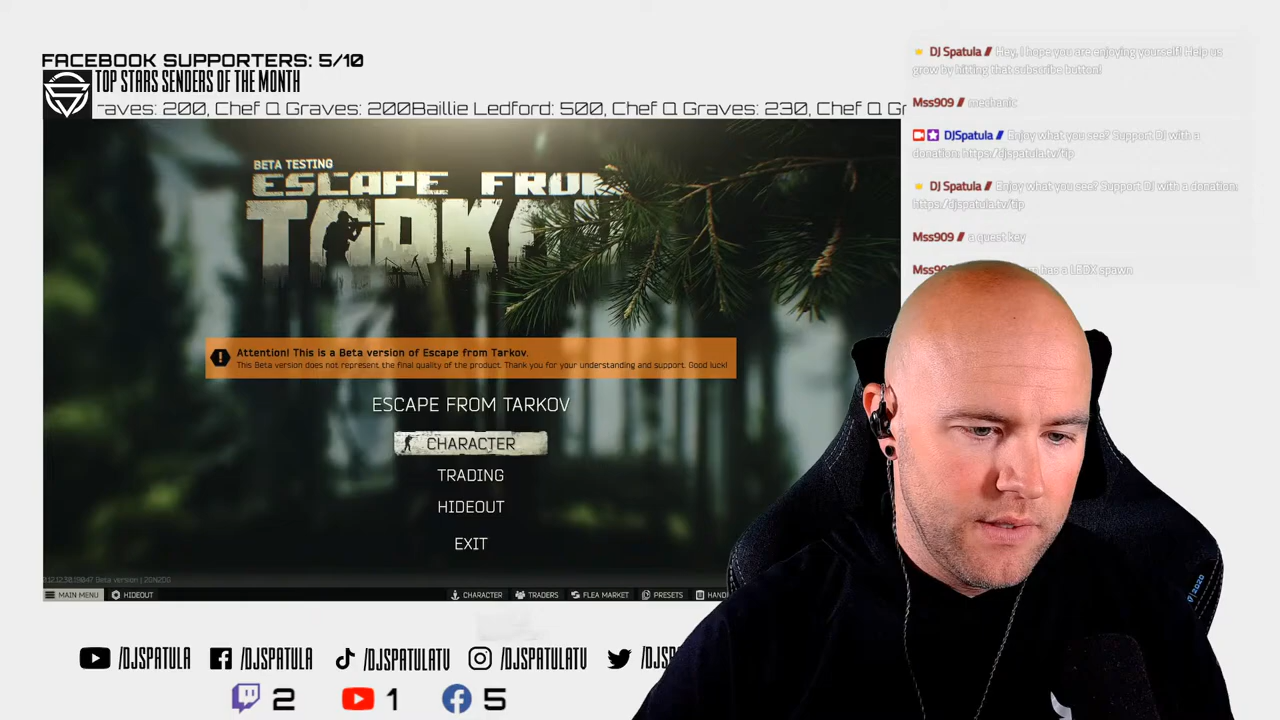 FACEBOOK SUPPORTERS: 5/10
TOP STARS SENDERS OF THE MONTH
raves: 200, Chef Q Graves: 200Baillie Ledford: 500, Chef Q Graves: 230, Chef Q Gr
DJ Spatula // Hey, I hope you are enjoying yourself! Help us
grow by hitting that subscribe button!
Mss909 // mechanic
DJSpatula // Enjoy what you see? Support DJ with a
donation: https://djspatula.tv/tip
DJ Spatula // Enjoy what you see? Support DJ with a donation:
https://djspatula.tv/tip
Mss909 // a quest key
Mss90 has a LEDX spawn
BETA TESTING
ESCAPE FROM
TARKOV
Attention! This is a Beta version of Escape from Tarkov.
This Beta version does not represent the final quality of the product. Thank you for your understanding and support. Good luck!
ESCAPE FROM TARKOV
CHARACTER
TRADING
HIDEOUT
EXIT
Beta version
MAIN MENU HIDEOUT CHARACTER TRADERS FLEA MARKET PRESETS HAND
/DJSPATULA /DJSPATULA /DJSPATULATV /DJSPATULATV /DJS
2 1 5